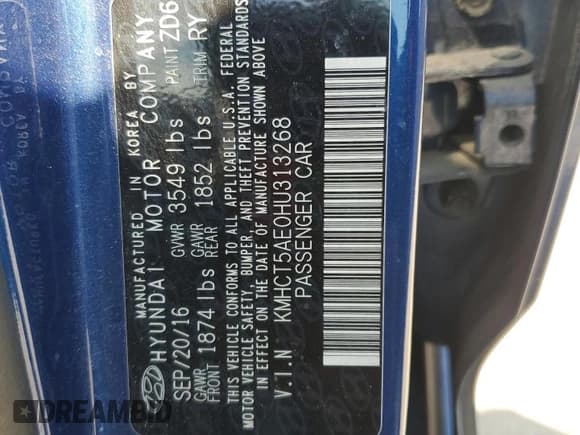 MANUFACTURED IN KOREA BY
HYUNDAI MOTOR COMPANY
SEP/20/16 GVWR 3549 lbs PAINT ZD6
GAWR FRONT 1874 lbs GAWR REAR 1852 lbs TRIM RY
THIS VEHICLE CONFORMS TO ALL APPLICABLE U.S.A. FEDERAL
MOTOR VEHICLE SAFETY, BUMPER, AND THEFT PREVENTION STANDARDS
IN EFFECT ON THE DATE OF MANUFACTURE SHOWN ABOVE
V.I.N KMHCT5AE0HU313268
PASSENGER CAR
DREAMBID